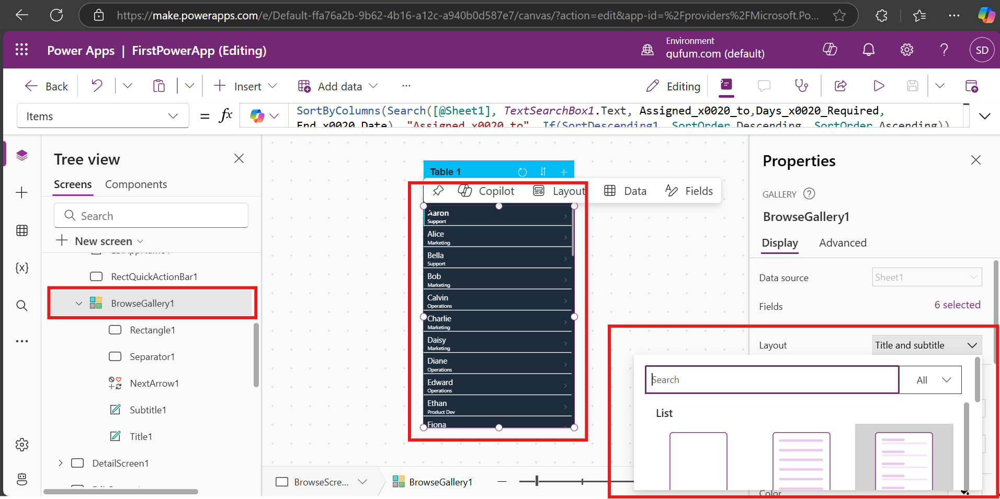 https://make.powerapps.com/e/Default-ffa76a2b-9b62-4b16-a12c-a940b0d587e7/canvas/?action=edit&app-id=%2Fproviders%2FMicrosoft.Po...
Power Apps | FirstPowerApp (Editing)
Environment
qufum.com (default)
SD
Back
Insert
Add data
Editing
Items
= fx
SortByColumns(Search([@Sheet1], TextSearchBox1.Text, Assigned_x0020_to,Days_x0020_Required,
End_x0020_Date), "Assigned_x0020_to", If(SortDescending1, SortOrder.Descending, SortOrder.Ascending))
Tree view
Screens
Components
Search
New screen
LblAppName1
RectQuickActionBar1
BrowseGallery1
Rectangle1
Separator1
NextArrow1
Subtitle1
Title1
DetailScreen1
Table 1
Copilot
Layout
Data
Fields
Aaron
Support
Alice
Marketing
Bella
Support
Bob
Marketing
Calvin
Operations
Charlie
Marketing
Daisy
Marketing
Diane
Operations
Edward
Operations
Ethan
Product Dev
Fiona
BrowseScre...
BrowseGallery1
Properties
GALLERY
BrowseGallery1
Display
Advanced
Data source
Sheet1
Fields
6 selected
Layout
Title and subtitle
Search
All
List
Color